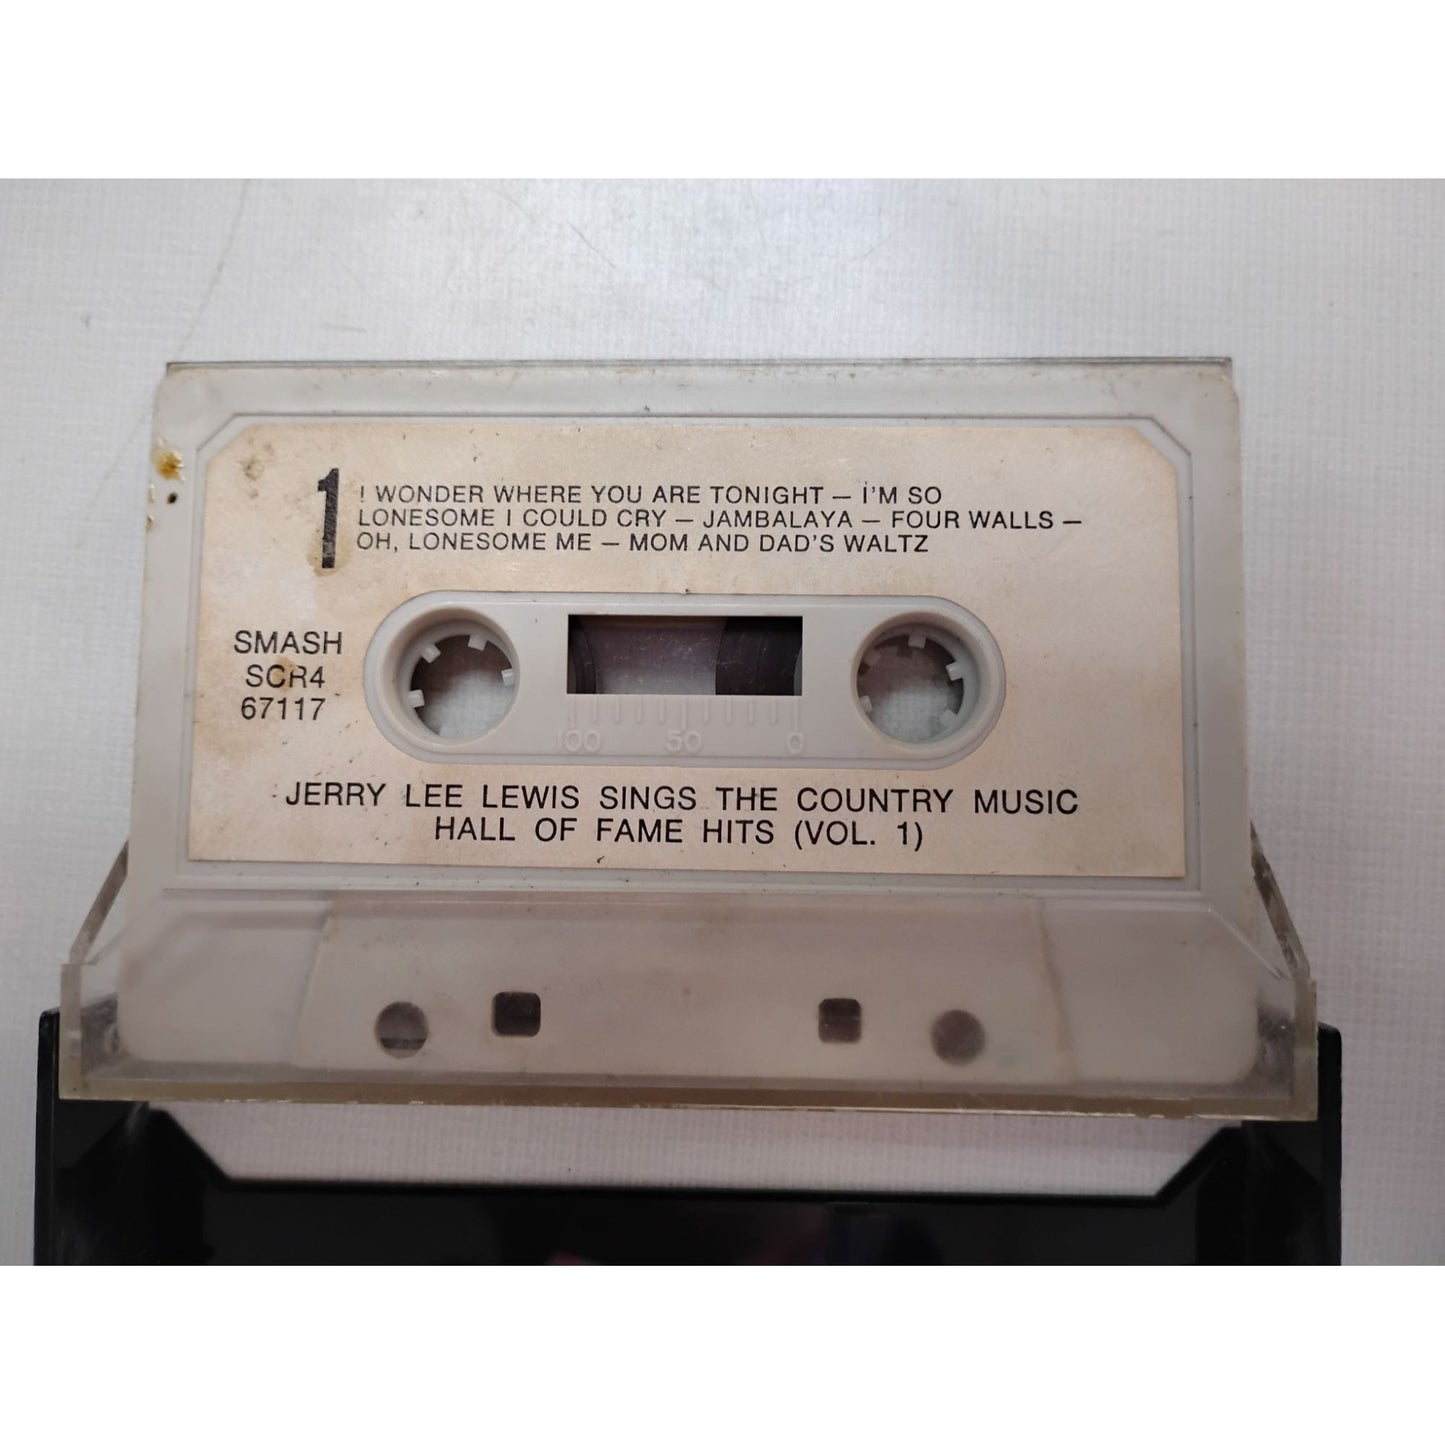 1
I WONDER WHERE YOU ARE TONIGHT – I'M SO
LONESOME I COULD CRY – JAMBALAYA – FOUR WALLS –
OH, LONESOME ME – MOM AND DAD'S WALTZ
SMASH
SCR4
67117
100 50 0
JERRY LEE LEWIS SINGS THE COUNTRY MUSIC
HALL OF FAME HITS (VOL. 1)